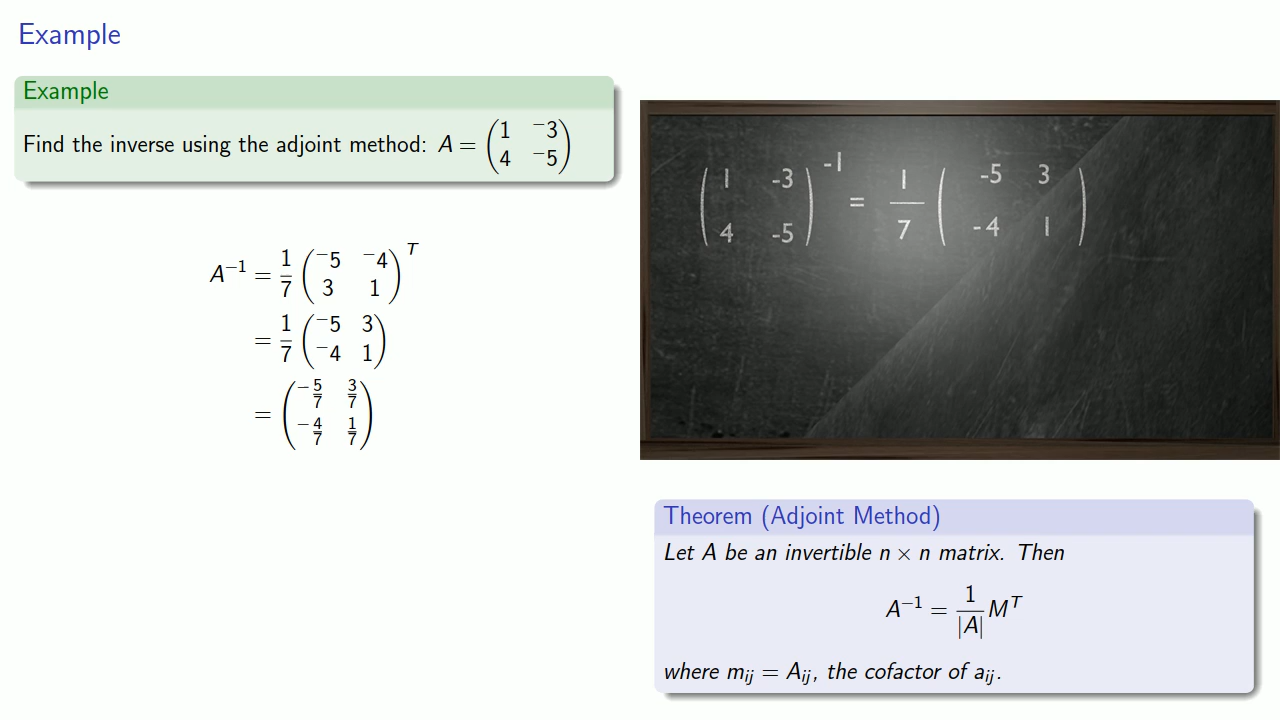 Example
Example
Find the inverse using the adjoint method: A = (1 ⁻3
4 ⁻5)
A⁻¹ = 1/7 (⁻5 ⁻4
3 1)ᵀ
= 1/7 (⁻5 3
⁻4 1)
= (−5/7 3/7
−4/7 1/7)
(1 -3
4 -5)⁻¹ = 1/7 (-5 3
-4 1)
Theorem (Adjoint Method)
Let A be an invertible n × n matrix. Then
A⁻¹ = 1/|A| Mᵀ
where mᵢⱼ = Aᵢⱼ, the cofactor of aᵢⱼ.